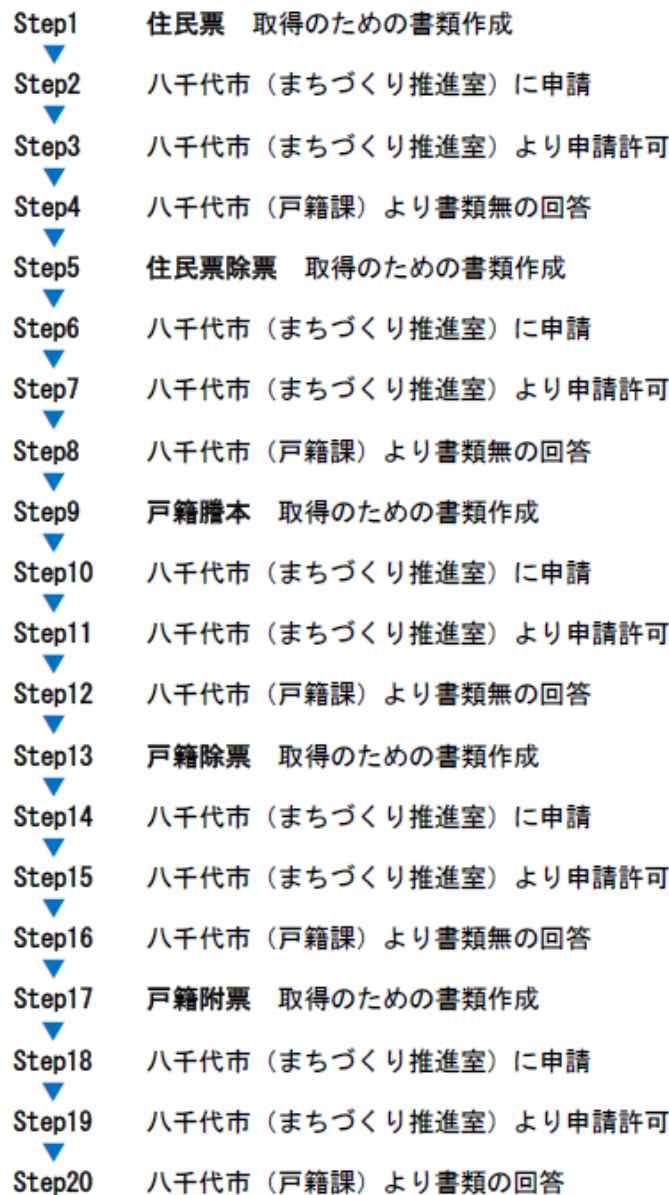 Step1 住民票 取得のための書類作成
▼
Step2 八千代市（まちづくり推進室）に申請
▼
Step3 八千代市（まちづくり推進室）より申請許可
▼
Step4 八千代市（戸籍課）より書類無の回答
▼
Step5 住民票除票 取得のための書類作成
▼
Step6 八千代市（まちづくり推進室）に申請
▼
Step7 八千代市（まちづくり推進室）より申請許可
▼
Step8 八千代市（戸籍課）より書類無の回答
▼
Step9 戸籍謄本 取得のための書類作成
▼
Step10 八千代市（まちづくり推進室）に申請
▼
Step11 八千代市（まちづくり推進室）より申請許可
▼
Step12 八千代市（戸籍課）より書類無の回答
▼
Step13 戸籍除票 取得のための書類作成
▼
Step14 八千代市（まちづくり推進室）に申請
▼
Step15 八千代市（まちづくり推進室）より申請許可
▼
Step16 八千代市（戸籍課）より書類無の回答
▼
Step17 戸籍附票 取得のための書類作成
▼
Step18 八千代市（まちづくり推進室）に申請
▼
Step19 八千代市（まちづくり推進室）より申請許可
▼
Step20 八千代市（戸籍課）より書類の回答